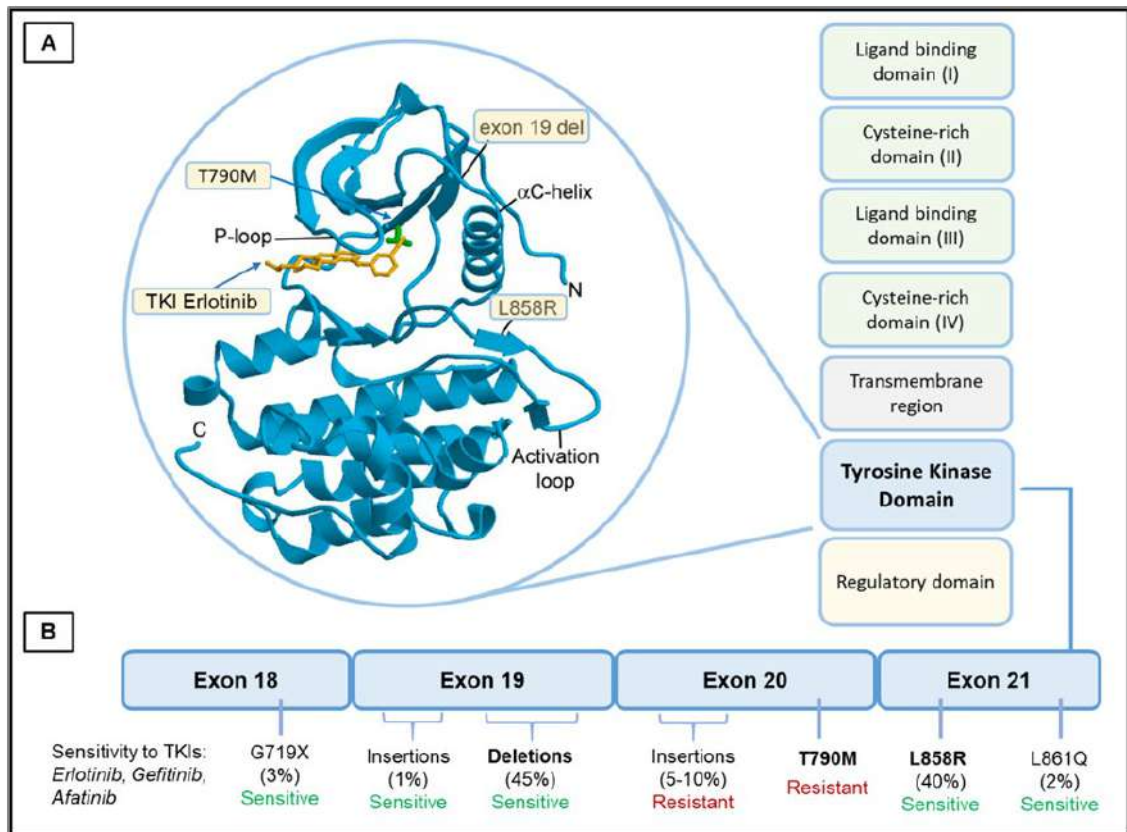 A
Ligand binding
domain (I)
Cysteine-rich
domain (II)
Ligand binding
domain (III)
Cysteine-rich
domain (IV)
Transmembrane
region
Tyrosine Kinase
Domain
Regulatory domain
exon 19 del
T790M
αC-helix
P-loop
TKI Erlotinib
N
L858R
C
Activation
loop
B
Exon 18
Exon 19
Exon 20
Exon 21
Sensitivity to TKIs:
Erlotinib, Gefitinib,
Afatinib
G719X
(3%)
Sensitive
Insertions
(1%)
Sensitive
Deletions
(45%)
Sensitive
Insertions
(5-10%)
Resistant
T790M
Resistant
L858R
(40%)
Sensitive
L861Q
(2%)
Sensitive